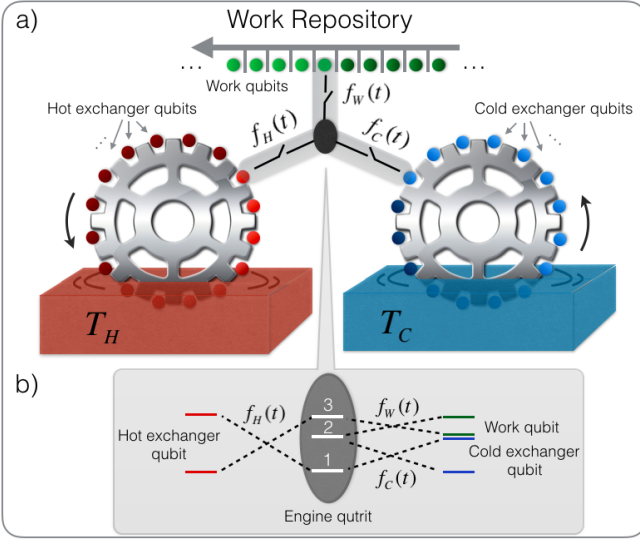 a)
Work Repository
... ...
Work qubits
f_W(t)
Hot exchanger qubits
Cold exchanger qubits
... ...
f_H(t)
f_C(t)
T_H
T_C
b)
3
f_H(t)
f_W(t)
2
Work qubit
Hot exchanger
qubit
Cold exchanger
qubit
1
f_C(t)
Engine qutrit